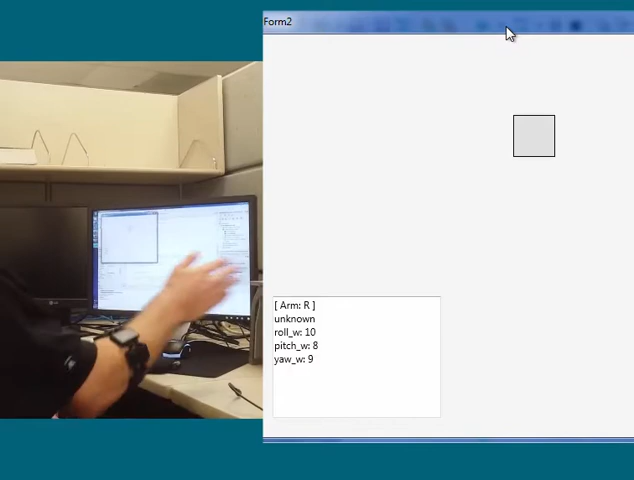 Form2
[ Arm: R ]
unknown
roll_w: 10
pitch_w: 8
yaw_w: 9